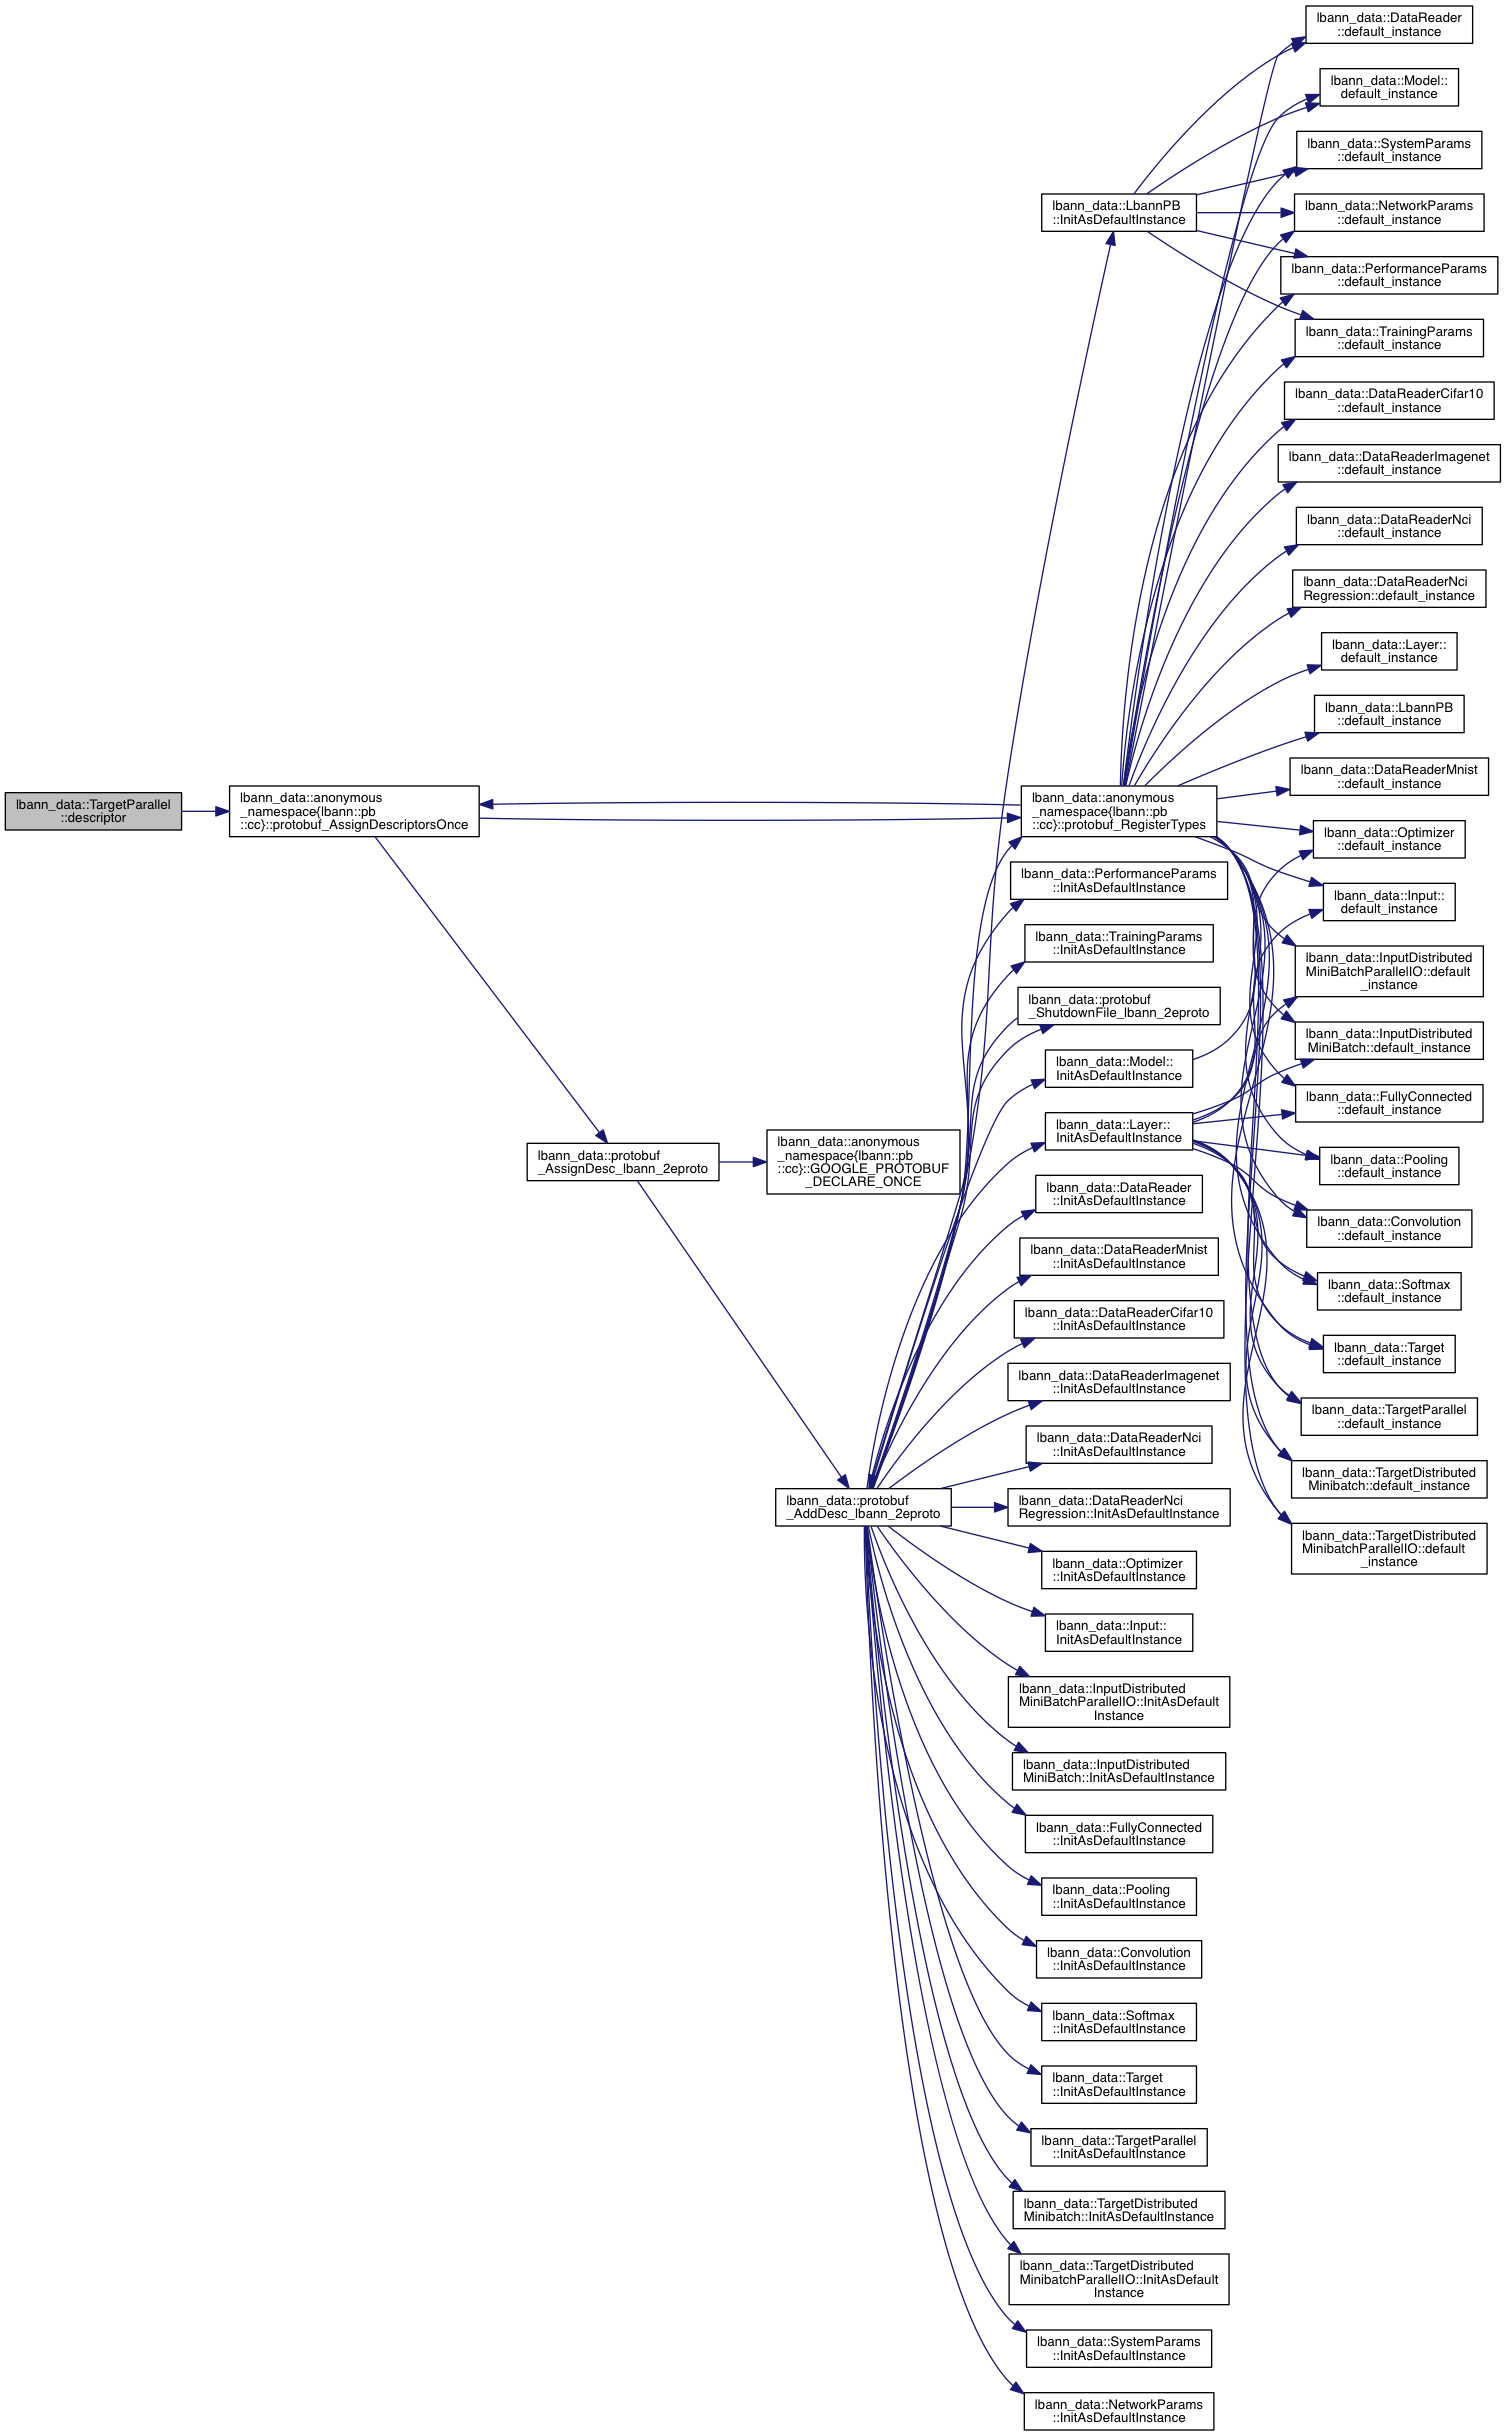 lbann_data::TargetParallel
::descriptor
lbann_data::anonymous
_namespace{lbann::pb
::cc}::protobuf_AssignDescriptorsOnce
lbann_data::protobuf
_AssignDesc_lbann_2eproto
lbann_data::anonymous
_namespace{lbann::pb
::cc}::GOOGLE_PROTOBUF
_DECLARE_ONCE
lbann_data::protobuf
_AddDesc_lbann_2eproto
lbann_data::LbannPB
::InitAsDefaultInstance
lbann_data::anonymous
_namespace{lbann::pb
::cc}::protobuf_RegisterTypes
lbann_data::PerformanceParams
::InitAsDefaultInstance
lbann_data::TrainingParams
::InitAsDefaultInstance
lbann_data::protobuf
_ShutdownFile_lbann_2eproto
lbann_data::Model::
InitAsDefaultInstance
lbann_data::Layer::
InitAsDefaultInstance
lbann_data::DataReader
::InitAsDefaultInstance
lbann_data::DataReaderMnist
::InitAsDefaultInstance
lbann_data::DataReaderCifar10
::InitAsDefaultInstance
lbann_data::DataReaderImagenet
::InitAsDefaultInstance
lbann_data::DataReaderNci
::InitAsDefaultInstance
lbann_data::DataReaderNci
Regression::InitAsDefaultInstance
lbann_data::Optimizer
::InitAsDefaultInstance
lbann_data::Input::
InitAsDefaultInstance
lbann_data::InputDistributed
MiniBatchParallelIO::InitAsDefault
Instance
lbann_data::InputDistributed
MiniBatch::InitAsDefaultInstance
lbann_data::FullyConnected
::InitAsDefaultInstance
lbann_data::Pooling
::InitAsDefaultInstance
lbann_data::Convolution
::InitAsDefaultInstance
lbann_data::Softmax
::InitAsDefaultInstance
lbann_data::Target
::InitAsDefaultInstance
lbann_data::TargetParallel
::InitAsDefaultInstance
lbann_data::TargetDistributed
Minibatch::InitAsDefaultInstance
lbann_data::TargetDistributed
MinibatchParallelIO::InitAsDefault
Instance
lbann_data::SystemParams
::InitAsDefaultInstance
lbann_data::NetworkParams
::InitAsDefaultInstance
lbann_data::DataReader
::default_instance
lbann_data::Model::
default_instance
lbann_data::SystemParams
::default_instance
lbann_data::NetworkParams
::default_instance
lbann_data::PerformanceParams
::default_instance
lbann_data::TrainingParams
::default_instance
lbann_data::DataReaderCifar10
::default_instance
lbann_data::DataReaderImagenet
::default_instance
lbann_data::DataReaderNci
::default_instance
lbann_data::DataReaderNci
Regression::default_instance
lbann_data::Layer::
default_instance
lbann_data::LbannPB
::default_instance
lbann_data::DataReaderMnist
::default_instance
lbann_data::Optimizer
::default_instance
lbann_data::Input::
default_instance
lbann_data::InputDistributed
MiniBatchParallelIO::default
_instance
lbann_data::InputDistributed
MiniBatch::default_instance
lbann_data::FullyConnected
::default_instance
lbann_data::Pooling
::default_instance
lbann_data::Convolution
::default_instance
lbann_data::Softmax
::default_instance
lbann_data::Target
::default_instance
lbann_data::TargetParallel
::default_instance
lbann_data::TargetDistributed
Minibatch::default_instance
lbann_data::TargetDistributed
MinibatchParallelIO::default
_instance